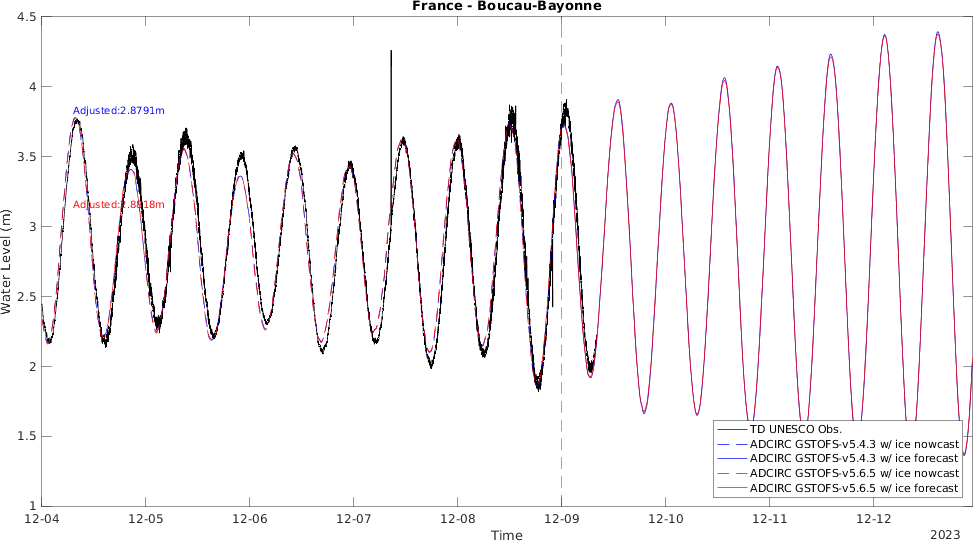 France - Boucau-Bayonne
4.5
4
3.5
3
2.5
2
1.5
1
Water Level (m)
Adjusted:2.8791m
Adjusted:2.8818m
TD UNESCO Obs.
ADCIRC GSTOFS-v5.4.3 w/ ice nowcast
ADCIRC GSTOFS-v5.4.3 w/ ice forecast
ADCIRC GSTOFS-v5.6.5 w/ ice nowcast
ADCIRC GSTOFS-v5.6.5 w/ ice forecast
12-04 12-05 12-06 12-07 12-08 12-09 12-10 12-11 12-12
Time
2023